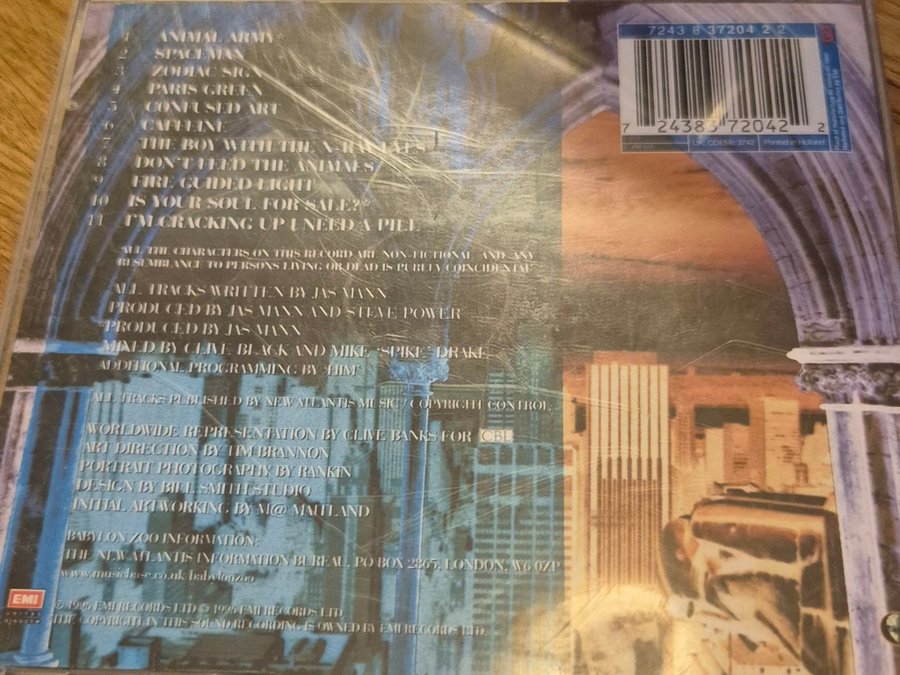 1 ANIMAL ARMY*
2 SPACEMAN
3 ZODIAC SIGN
4 PARIS GREEN
5 CONFUSED ART
6 CAFFEINE
7 THE BOY WITH THE X-RAY EYES
8 DON'T FEED THE ANIMALS
9 FIRE GUIDED LIGHT
10 IS YOUR SOUL FOR SALE?*
11 I'M CRACKING UP I NEED A PILL
"ALL THE CHARACTERS ON THIS RECORD ARE NON-FICTIONAL AND ANY
RESEMBLANCE TO PERSONS LIVING OR DEAD IS PURELY COINCIDENTAL"
ALL TRACKS WRITTEN BY JAS MANN
PRODUCED BY JAS MANN AND STEVE POWER
*PRODUCED BY JAS MANN
MIXED BY CLIVE BLACK AND MIKE "SPIKE" DRAKE
ADDITIONAL PROGRAMMING BY "HIM"
ALL TRACKS PUBLISHED BY NEW ATLANTIS MUSIC / COPYRIGHT CONTROL
WORLDWIDE REPRESENTATION BY CLIVE BANKS FOR CBL
ART DIRECTION BY TIM BRANNON
PORTRAIT PHOTOGRAPHY BY RANKIN
DESIGN BY BILL SMITH STUDIO
INITIAL ARTWORKING BY M@ MAITLAND
BABYLON ZOO INFORMATION:
THE NEW ATLANTIS INFORMATION BUREAU, PO BOX 2865, LONDON, W6 0ZP
www.musicbase.co.uk/babylonzoo
EMI
UNITED
KINGDOM
℗ 1995 EMI RECORDS LTD © 1996 EMI RECORDS LTD
THE COPYRIGHT IN THIS SOUND RECORDING IS OWNED BY EMI RECORDS LTD
7243 8 37204 2 2
7 24383 72042 2
UK: CDEMC 3742
Printed in Holland
EMI